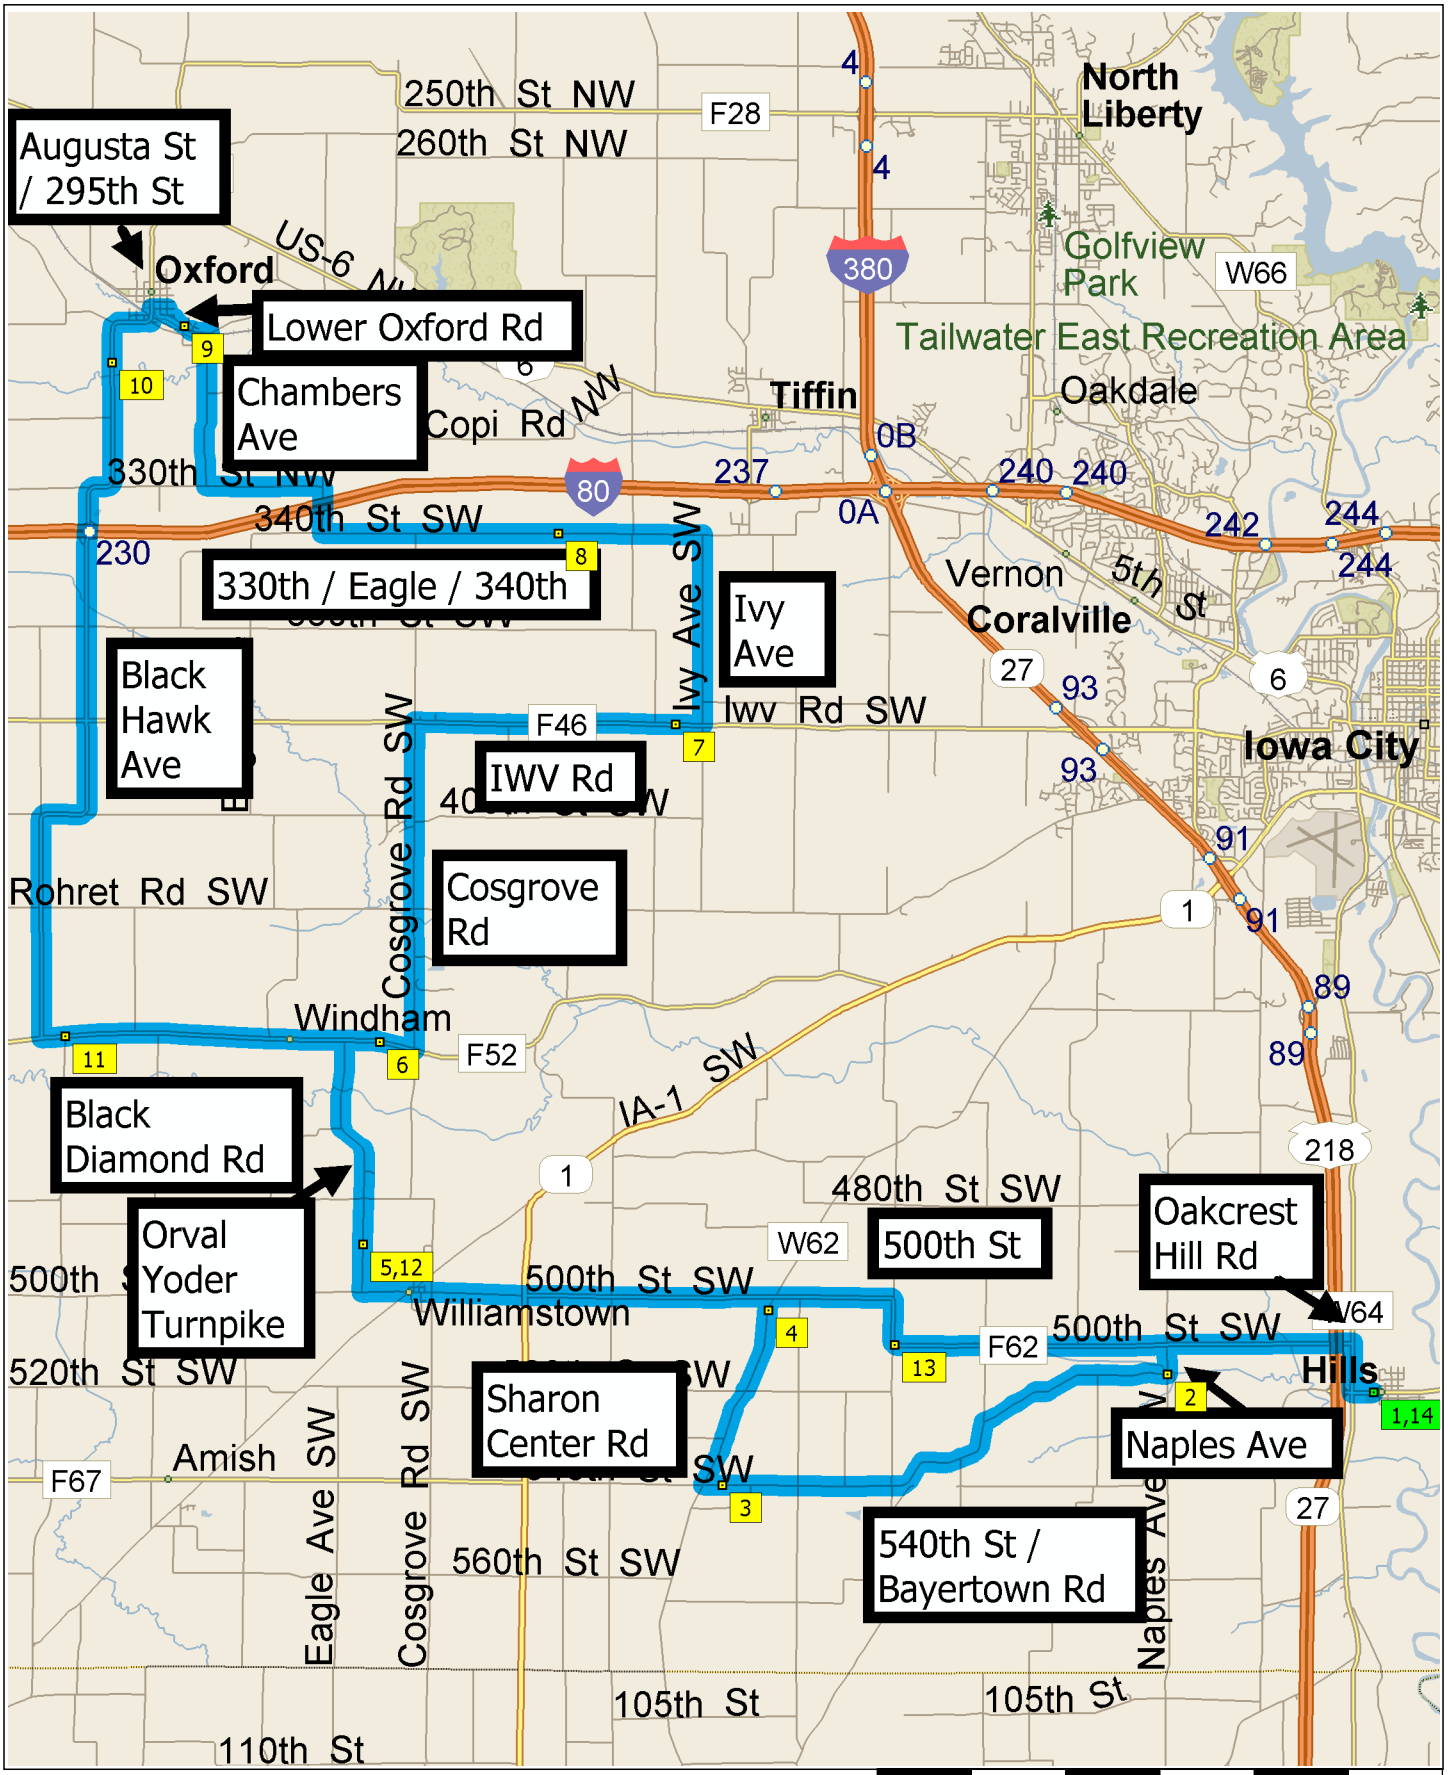 4
North
Liberty
250th St NW
F28
260th St NW
4
Augusta St
/ 295th St
US-6
Oxford
380
Golfview
Park
W66
Lower Oxford Rd
Tailwater East Recreation Area
9
6
10
Chambers
Ave
Copi Rd NW
Tiffin
Oakdale
0B
330th St NW
80
237
240
240
0A
340th St SW
242
244
230
8
244
330th / Eagle / 340th
Ivy Ave SW
Vernon
5th St
Ivy
Ave
Coralville
27
6
Black
Hawk
Ave
93
Iwv Rd SW
F46
7
Iowa City
93
IWV Rd
Cosgrove Rd SW
91
Rohret Rd SW
Cosgrove
Rd
1
91
89
Windham
F52
89
11
6
IA-1 SW
Black
Diamond Rd
218
1
480th St SW
Oakcrest
Hill Rd
Orval
Yoder
Turnpike
W62
500th St
500th
5,12
500th St SW
Williamstown
W64
4
F62
500th St SW
13
Hills
520th St SW
Sharon
Center Rd
2
1,14
Naples Ave
Amish
F67
St SW
3
27
540th St /
Bayertown Rd
Eagle Ave SW
Cosgrove Rd SW
560th St SW
Naples Ave
105th St
105th St
110th St